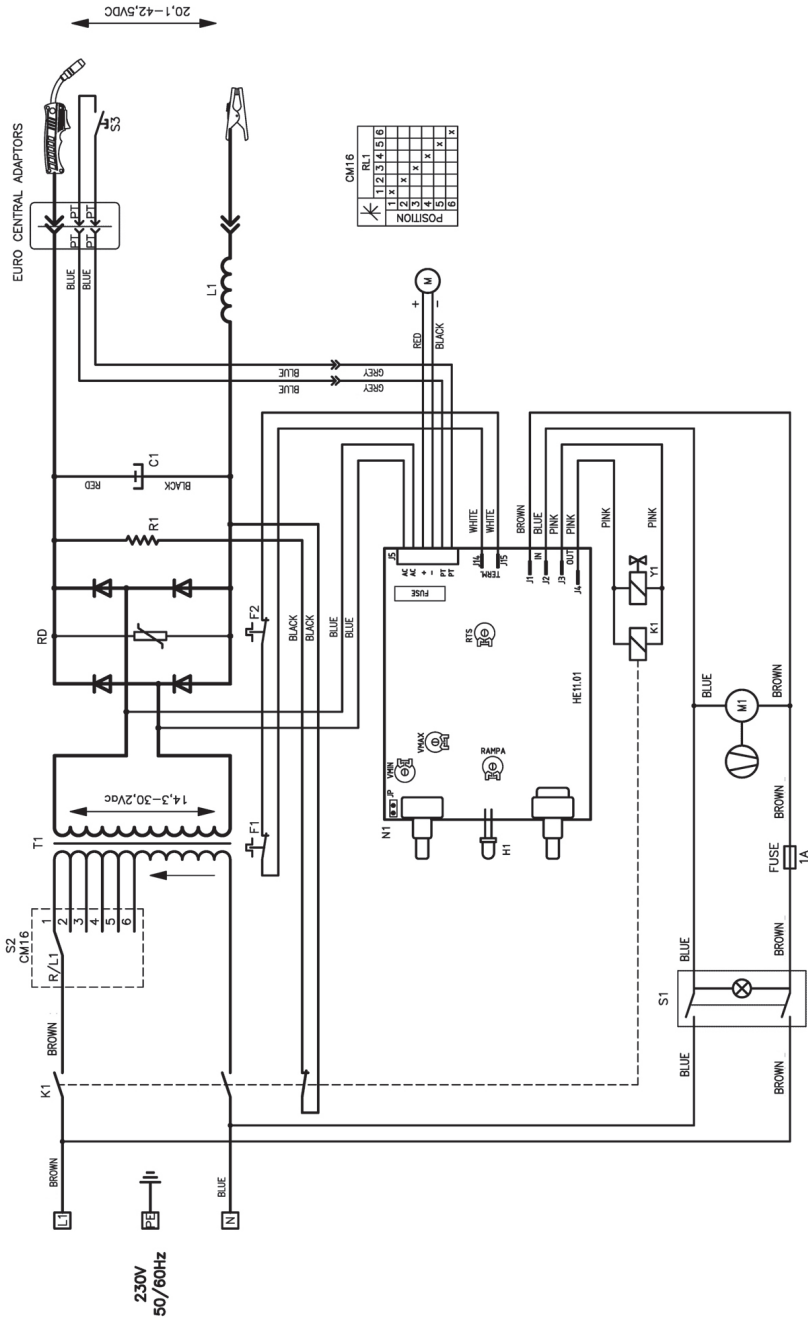 20,1–42,5VDC
EURO CENTRAL ADAPTORS
S3
PT PT
PT PT
BLUE
BLUE
L1
RED
C1
BLACK
R1
RD
T1
14,3–30,2Vac
S2
CM16
R/L1
1
2
3
4
5
6
BROWN
K1
BROWN
L1
PE
BLUE
N
230V
50/60Hz
F2
F1
BLACK
BLACK
BLUE
BLUE
BLUE
GREY
BLUE
GREY
RED
BLACK
+
−
M
CM16
RL1
1 2 3 4 5 6
POSITION
1 x
2 x
3 x
4 x
5 x
6 x
WHITE
WHITE
BROWN
BLUE
PINK
PINK
PINK
PINK
J5
AC
AC
+
−
PT
PT
FUSE
J14
J15
TERM.
J1
J2
IN
J3
OUT
J4
RTS
HE11.01
VMIN
VMAX
RAMPA
JP
N1
H1
K1
Y1
BLUE
BROWN
M1
BROWN
FUSE
1A
BLUE
BROWN
S1
BLUE
BROWN